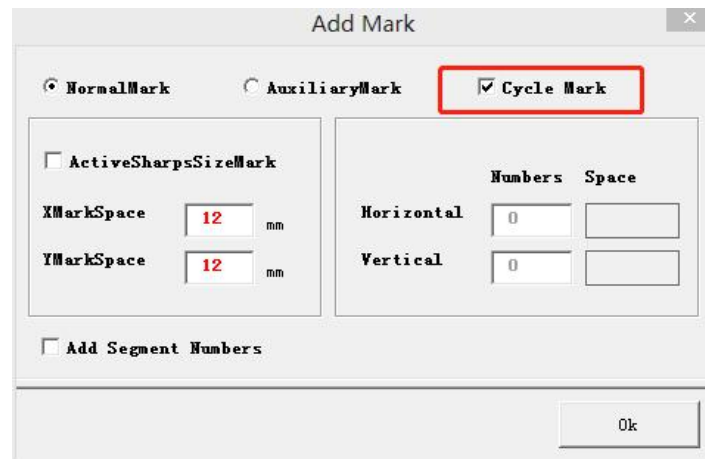 Add Mark
NormalMark AuxiliaryMark Cycle Mark
ActiveSharpsSizeMark
Numbers Space
XMarkSpace 12 mm Horizontal 0
YMarkSpace 12 mm Vertical 0
Add Segment Numbers
Ok